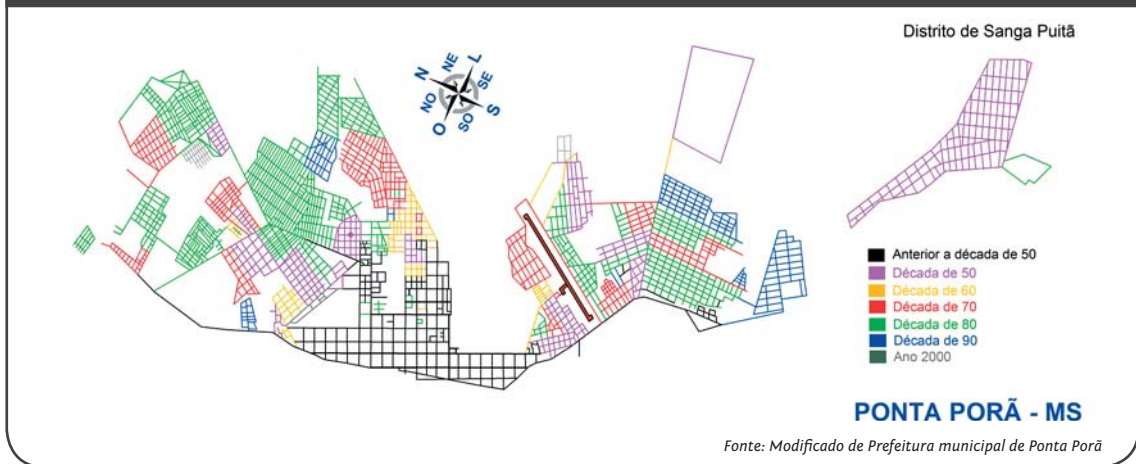 Distrito de Sanga Puitã
N
NE
L
NO
SE
O
SO
S
Anterior a década de 50
Década de 50
Década de 60
Década de 70
Década de 80
Década de 90
Ano 2000
PONTA PORÃ - MS
Fonte: Modificado de Prefeitura municipal de Ponta Porã